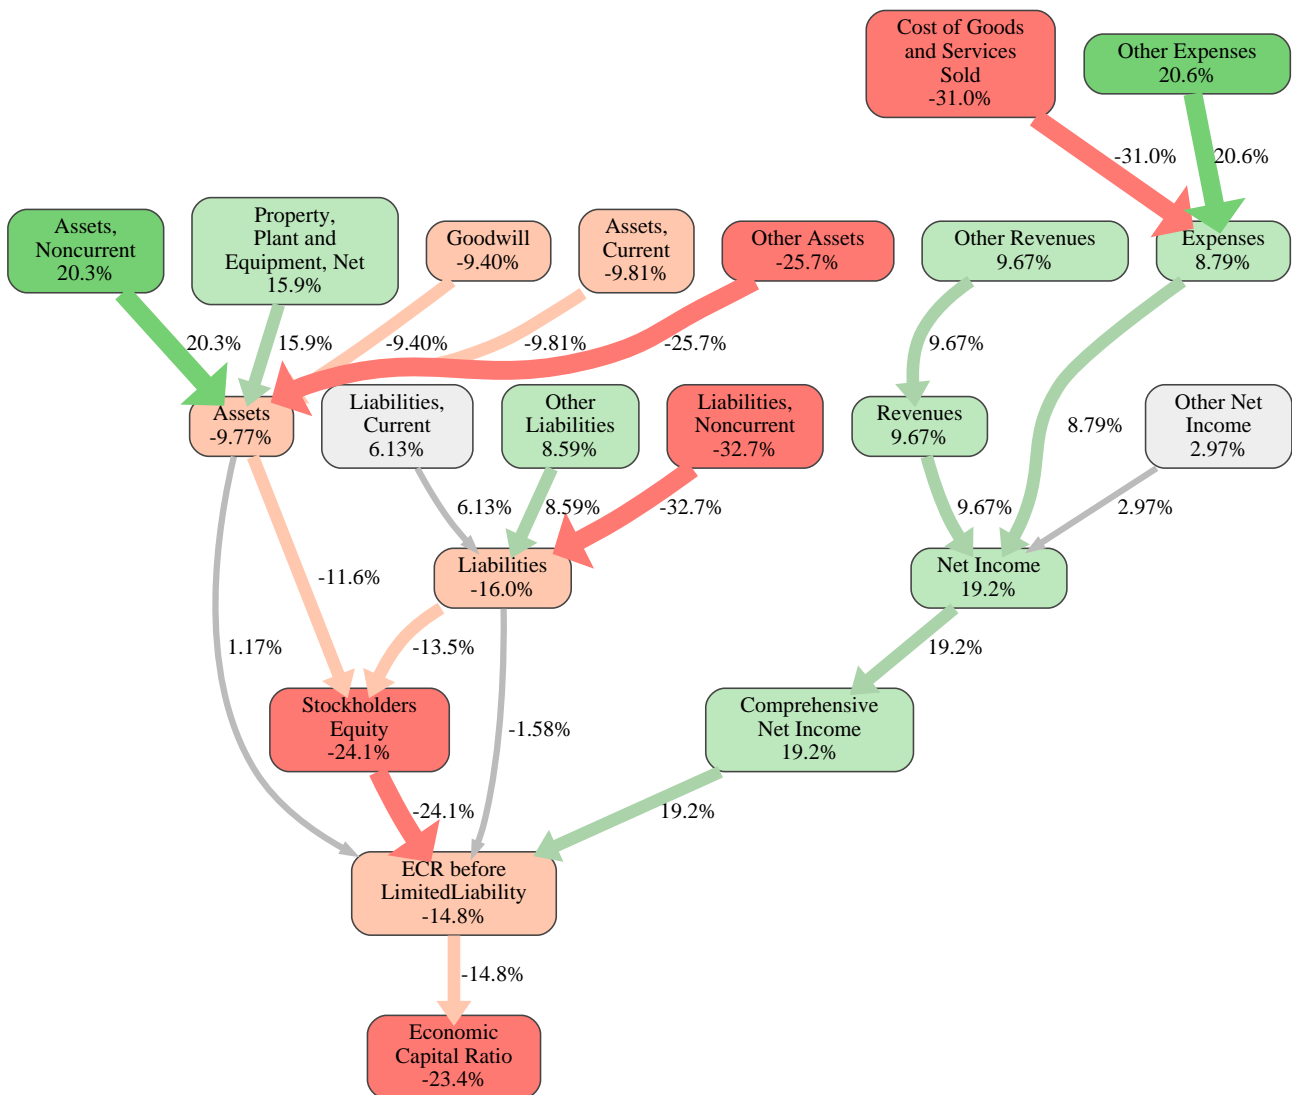 Cost of Goods
and Services
Sold
-31.0%
Other Expenses
20.6%
-31.0%
20.6%
Assets,
Noncurrent
20.3%
Property,
Plant and
Equipment, Net
15.9%
Goodwill
-9.40%
Assets,
Current
-9.81%
Other Assets
-25.7%
Other Revenues
9.67%
Expenses
8.79%
20.3%
15.9%
-9.40%
-9.81%
-25.7%
9.67%
Assets
-9.77%
Liabilities,
Current
6.13%
Other
Liabilities
8.59%
Liabilities,
Noncurrent
-32.7%
Revenues
9.67%
8.79%
Other Net
Income
2.97%
6.13%
8.59%
-32.7%
9.67%
2.97%
-11.6%
Liabilities
-16.0%
Net Income
19.2%
1.17%
-13.5%
19.2%
Stockholders
Equity
-24.1%
-1.58%
Comprehensive
Net Income
19.2%
-24.1%
19.2%
ECR before
LimitedLiability
-14.8%
-14.8%
Economic
Capital Ratio
-23.4%